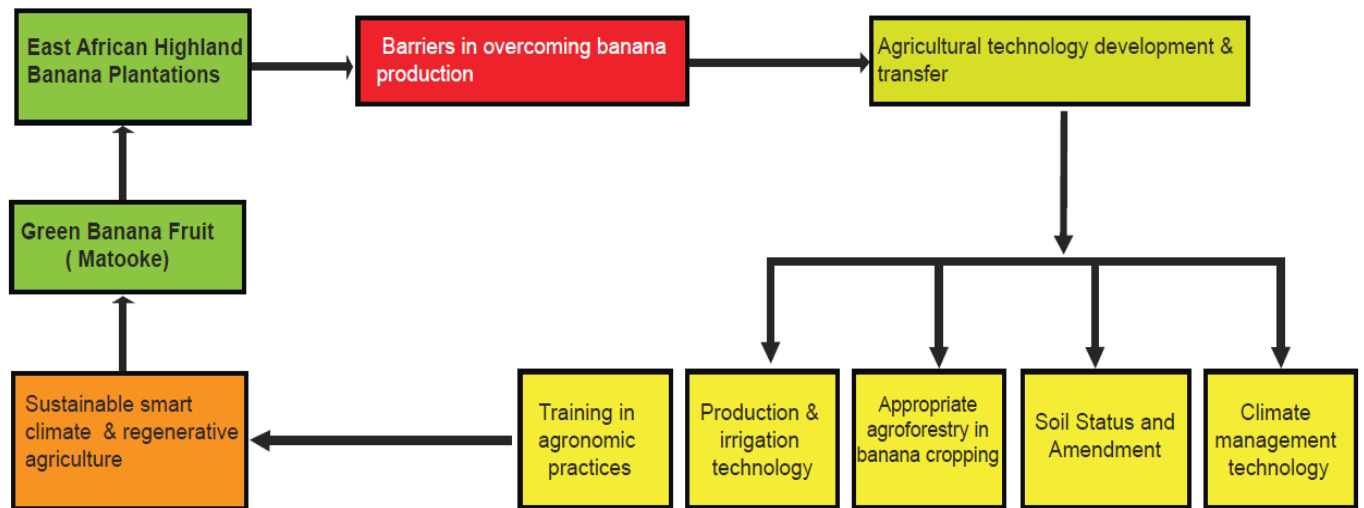 East African Highland
Banana Plantations
Barriers in overcoming banana
production
Agricultural technology development &
transfer
Green Banana Fruit
( Matooke)
Sustainable smart
climate & regenerative
agriculture
Training in
agronomic
practices
Production &
irrigation
technology
Appropriate
agroforestry in
banana cropping
Soil Status and
Amendment
Climate
management
technology